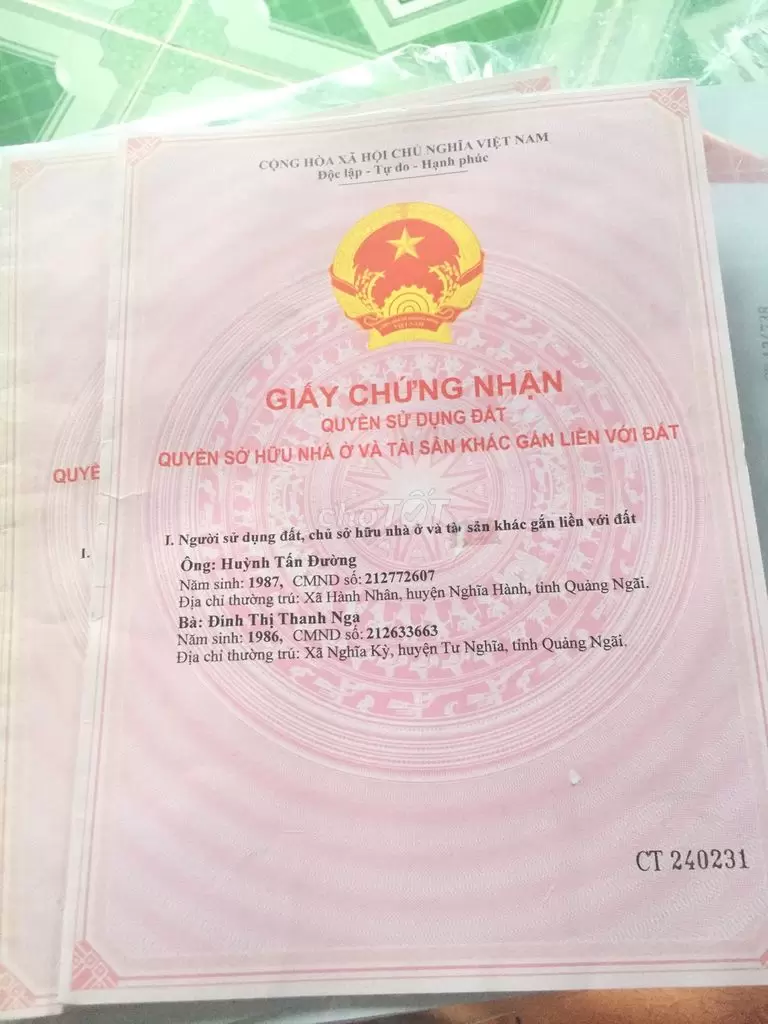 CỘNG HÒA XÃ HỘI CHỦ NGHĨA VIỆT NAM
Độc lập - Tự do - Hạnh phúc
VIỆT NAM
GIẤY CHỨNG NHẬN
QUYỀN SỬ DỤNG ĐẤT
QUYỀN SỞ HỮU NHÀ Ở VÀ TÀI SẢN KHÁC GẮN LIỀN VỚI ĐẤT
QUYỀ
chợTỐT
I.
I. Người sử dụng đất, chủ sở hữu nhà ở và tài sản khác gắn liền với đất
Ông: Huỳnh Tấn Đường
Năm sinh: 1987, CMND số: 212772607
Địa chỉ thường trú: Xã Hành Nhân, huyện Nghĩa Hành, tỉnh Quảng Ngãi.
Bà: Đinh Thị Thanh Nga
Năm sinh: 1986, CMND số: 212633663
Địa chỉ thường trú: Xã Nghĩa Kỳ, huyện Tư Nghĩa, tỉnh Quảng Ngãi.
CT 240231